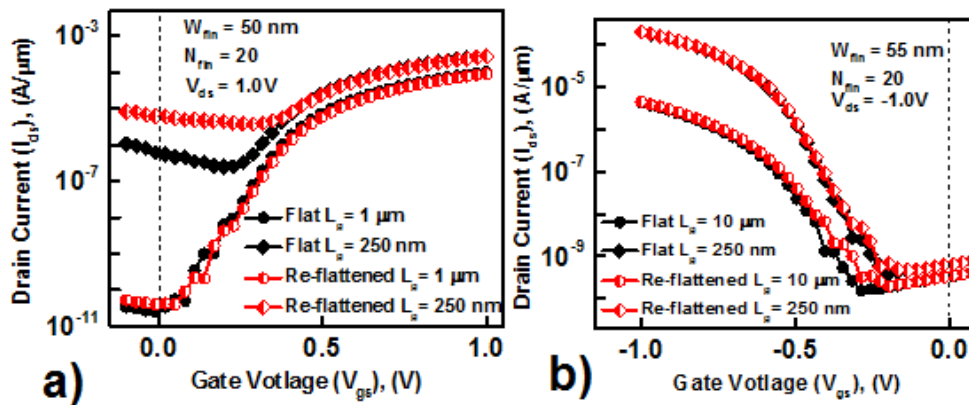 10⁻³
10⁻⁷
10⁻¹¹
Drain Current (I_ds), (A/µm)
W_fin = 50 nm
N_fin = 20
V_ds = 1.0V
Flat L_g = 1 µm
Flat L_g = 250 nm
Re-flattened L_g = 1 µm
Re-flattened L_g = 250 nm
0.0 0.5 1.0
a) Gate Votlage (V_gs), (V)
10⁻⁵
10⁻⁷
10⁻⁹
Drain Current (I_ds), (A/µm)
W_fin = 55 nm
N_fin = 20
V_ds = -1.0V
Flat L_g = 10 µm
Flat L_g = 250 nm
Re-flattened L_g = 10 µm
Re-flattened L_g = 250 nm
-1.0 -0.5 0.0
b) Gate Votlage (V_gs), (V)